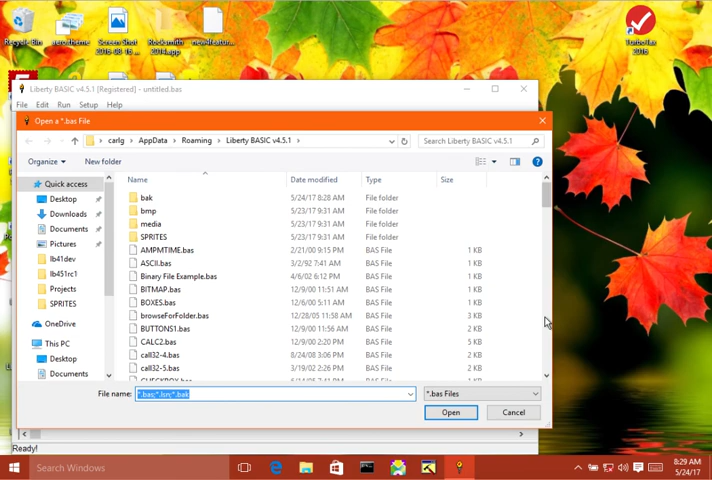 Recycle Bin
aerotheme
Screen Shot
2016-08-16 ...
Rocksmith
2014.app
new4featur...
TurboTax
2016
Liberty BASIC v4.5.1 [Registered] - untitled.bas
File Edit Run Setup Help
Open a *.bas File
carlg > AppData > Roaming > Liberty BASIC v4.5.1 >
Search Liberty BASIC v4.5.1
Organize New folder
Name Date modified Type Size
Quick access
Desktop
Downloads
Documents
Pictures
lb41dev
lb451rc1
Projects
SPRITES
OneDrive
This PC
Desktop
Documents
bak 5/24/17 8:28 AM File folder
bmp 5/23/17 9:31 AM File folder
media 5/23/17 9:31 AM File folder
SPRITES 5/23/17 9:31 AM File folder
AMPMTIME.bas 2/21/00 9:15 PM BAS File 1 KB
ASCII.bas 3/2/92 7:41 AM BAS File 1 KB
Binary File Example.bas 4/6/02 6:12 PM BAS File 1 KB
BITMAP.bas 12/9/00 11:51 AM BAS File 1 KB
BOXES.bas 12/6/00 5:11 AM BAS File 1 KB
browseForFolder.bas 12/28/05 11:58 AM BAS File 3 KB
BUTTONS1.bas 12/9/00 11:56 AM BAS File 2 KB
CALC2.bas 12/9/00 2:20 PM BAS File 5 KB
call32-4.bas 8/24/08 3:06 PM BAS File 2 KB
call32-5.bas 3/19/02 2:26 PM BAS File 2 KB
File name: *.bas;*.lsn;*.bak *.bas Files
Open Cancel
Ready!
Search Windows
8:29 AM
5/24/17